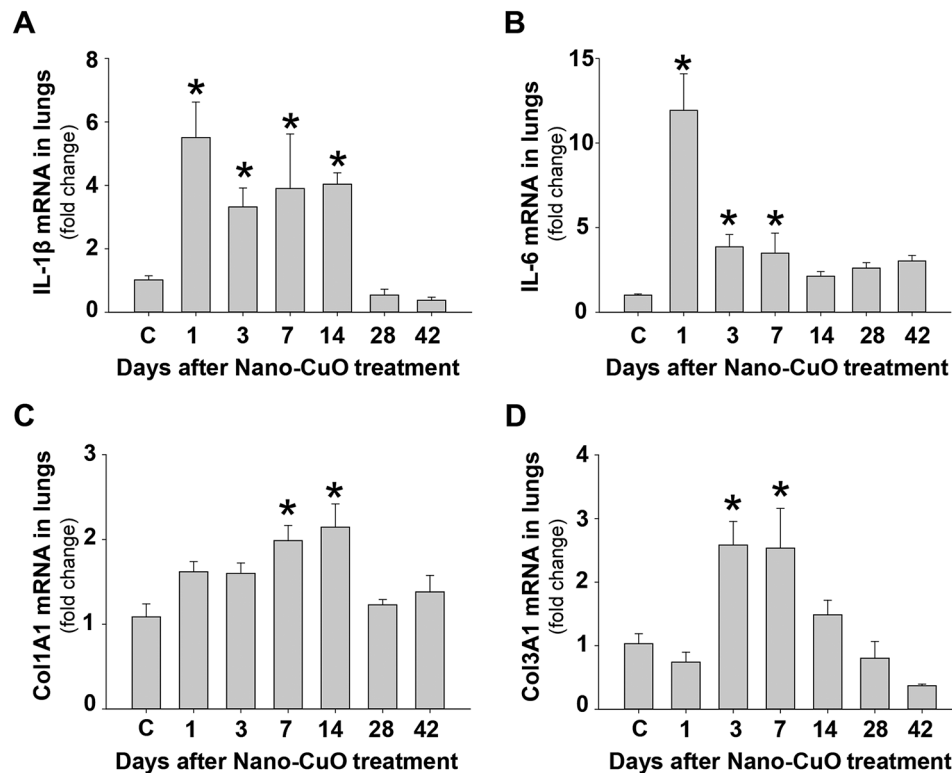 A
IL-1β mRNA in lungs
(fold change)
8
6
4
2
0
* * * *
C 1 3 7 14 28 42
Days after Nano-CuO treatment
B
IL-6 mRNA in lungs
(fold change)
15
10
5
0
* * *
C 1 3 7 14 28 42
Days after Nano-CuO treatment
C
Col1A1 mRNA in lungs
(fold change)
3
2
1
0
* *
C 1 3 7 14 28 42
Days after Nano-CuO treatment
D
Col3A1 mRNA in lungs
(fold change)
4
3
2
1
0
* *
C 1 3 7 14 28 42
Days after Nano-CuO treatment